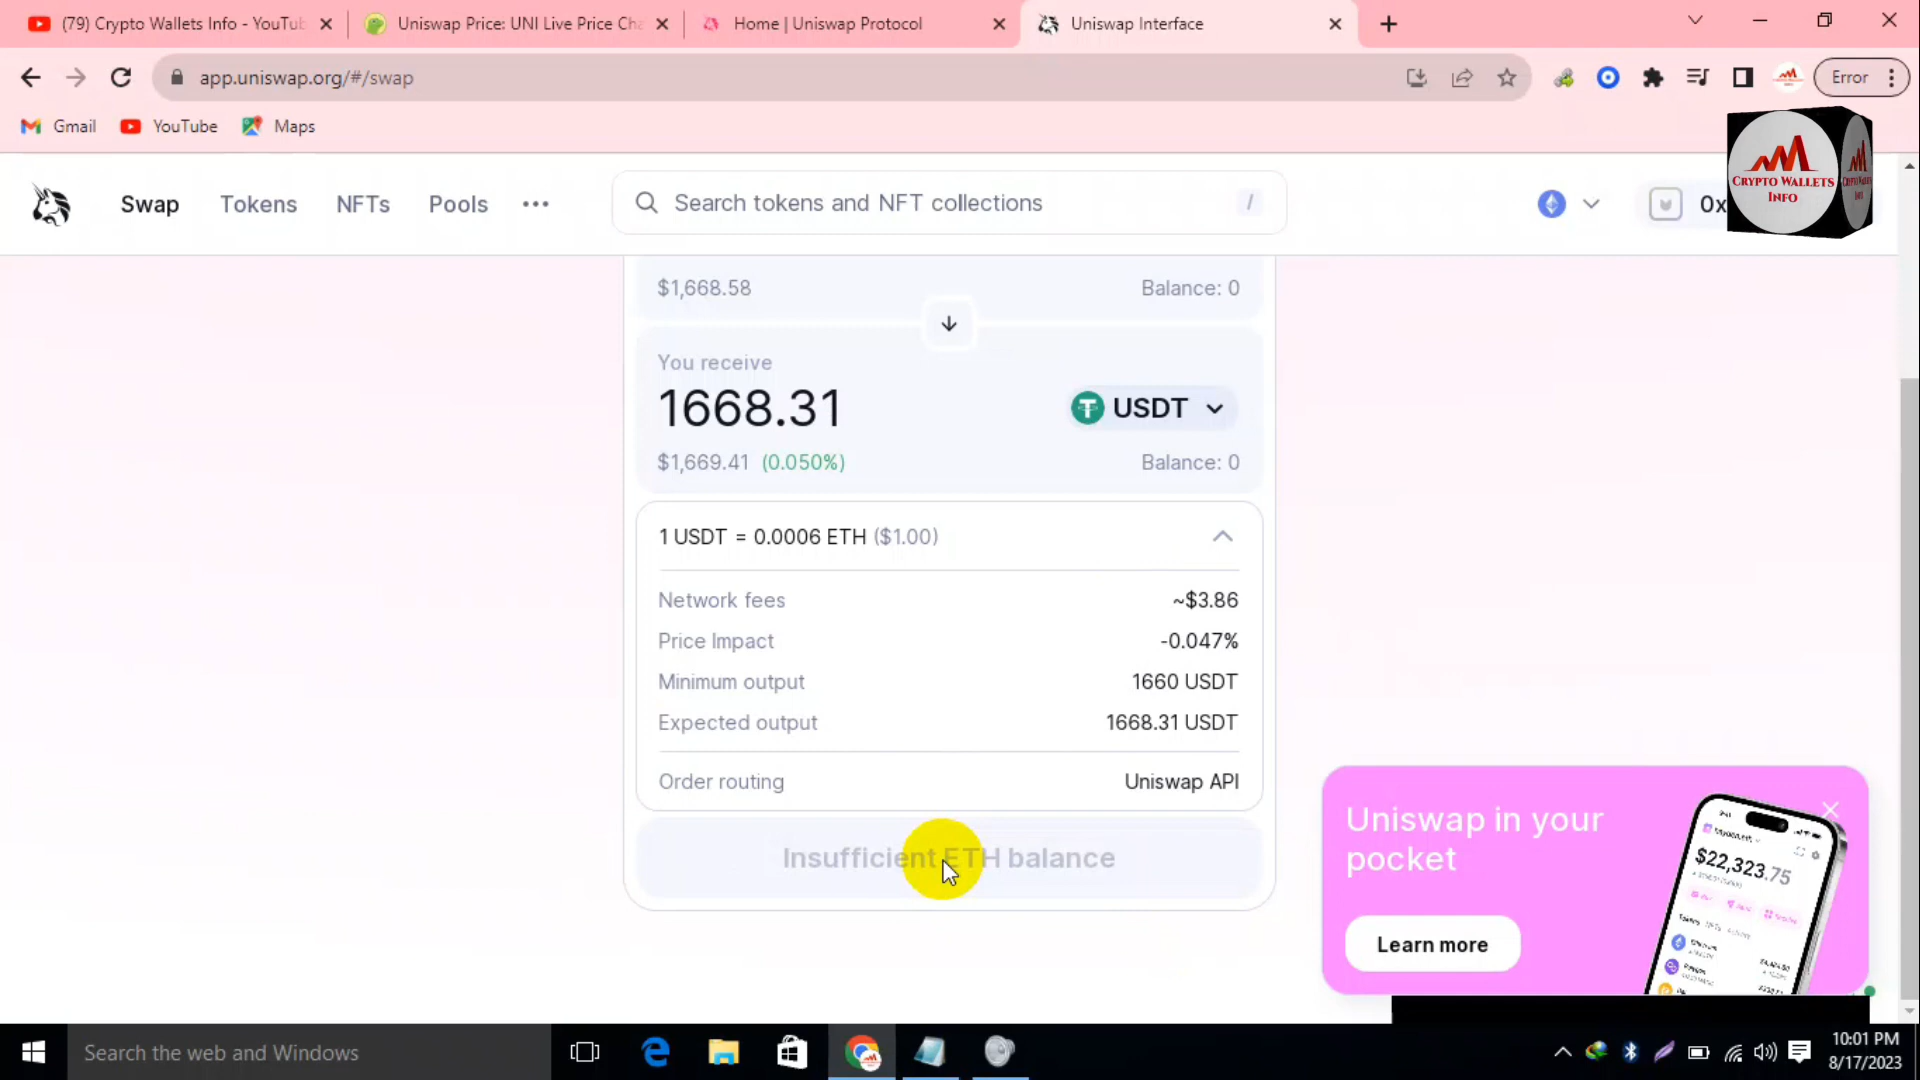 (79) Crypto Wallets Info - YouTub
Uniswap Price: UNI Live Price Cha
Home | Uniswap Protocol
Uniswap Interface
app.uniswap.org/#/swap
Error
Gmail
YouTube
Maps
Swap
Tokens
NFTs
Pools
Search tokens and NFT collections
/
0x
CRYPTO WALLETS
INFO
$1,668.58
Balance: 0
You receive
1668.31
USDT
$1,669.41 (0.050%)
Balance: 0
1 USDT = 0.0006 ETH ($1.00)
Network fees
~$3.86
Price Impact
-0.047%
Minimum output
1660 USDT
Expected output
1668.31 USDT
Order routing
Uniswap API
Insufficient ETH balance
Uniswap in your
pocket
$22,323.75
Learn more
Search the web and Windows
10:01 PM
8/17/2023